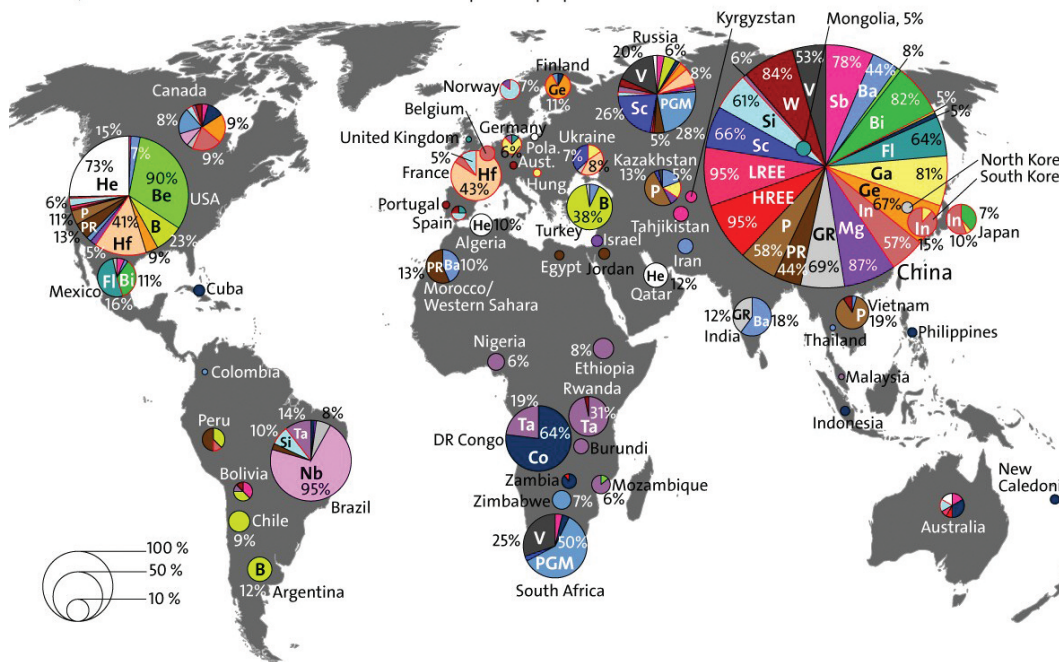 Kyrgyzstan
Mongolia, 5%
Russia
20%
6%
V
8%
26%
Sc
PGM
5%
28%
Finland
Ge
11%
Norway
7%
Belgium
Germany
6%
United Kingdom
Pola.
Aust.
Hung.
5%
France
Hf
43%
Ukraine
7%
8%
Kazakhstan
13%
5%
P
Tahjikistan
Portugal
Spain
He
10%
Algeria
B
38%
Turkey
Israel
Jordan
Egypt
Iran
He
12%
Qatar
13%
PR
Ba
10%
Morocco/
Western Sahara
Canada
8%
9%
9%
15%
7%
73%
He
90%
Be
USA
6%
P
11%
PR
13%
15%
41%
Hf
9%
B
23%
Fl
Bi
11%
Mexico
16%
Cuba
6%
84%
W
53%
V
78%
Sb
44%
Ba
8%
82%
Bi
5%
5%
64%
Fl
81%
Ga
Ge
67%
In
57%
87%
Mg
69%
GR
44%
PR
58%
P
95%
HREE
95%
LREE
66%
Sc
61%
Si
China
North Kore
South Kore
In
15%
In
7%
10%
Japan
12%
GR
Ba
18%
India
P
Vietnam
19%
Thailand
Philippines
Malaysia
Indonesia
Nigeria
6%
8%
Ethiopia
Rwanda
31%
Ta
19%
Ta
64%
Co
DR Congo
Burundi
Zambia
Mozambique
6%
Zimbabwe
7%
25%
V
50%
PGM
South Africa
Colombia
Peru
Bolivia
Chile
9%
B
12%
Argentina
10%
Si
14%
Ta
8%
Nb
95%
Brazil
New
Caledoni
Australia
100 %
50 %
10 %